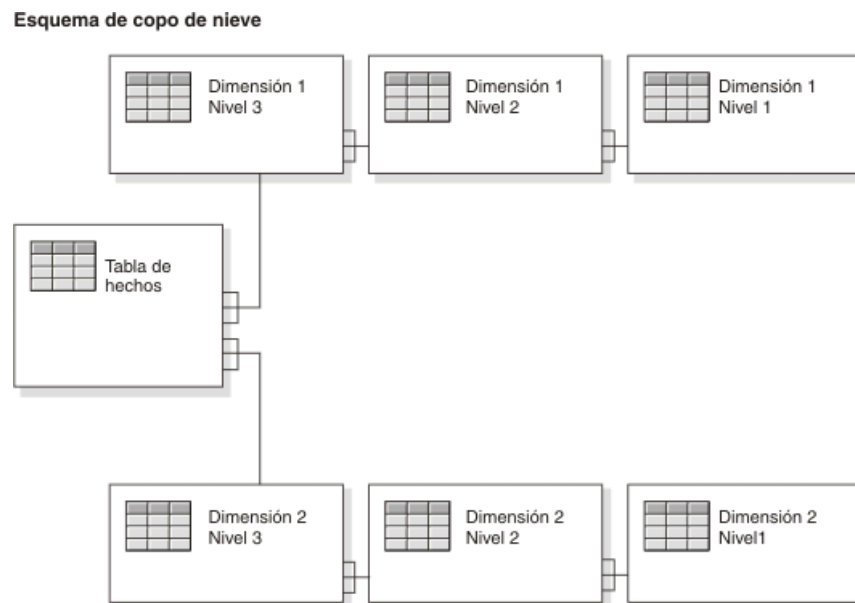 Esquema de copo de nieve
Dimensión 1
Nivel 3
Dimensión 1
Nivel 2
Dimensión 1
Nivel 1
Tabla de
hechos
Dimensión 2
Nivel 3
Dimensión 2
Nivel 2
Dimensión 2
Nivel1